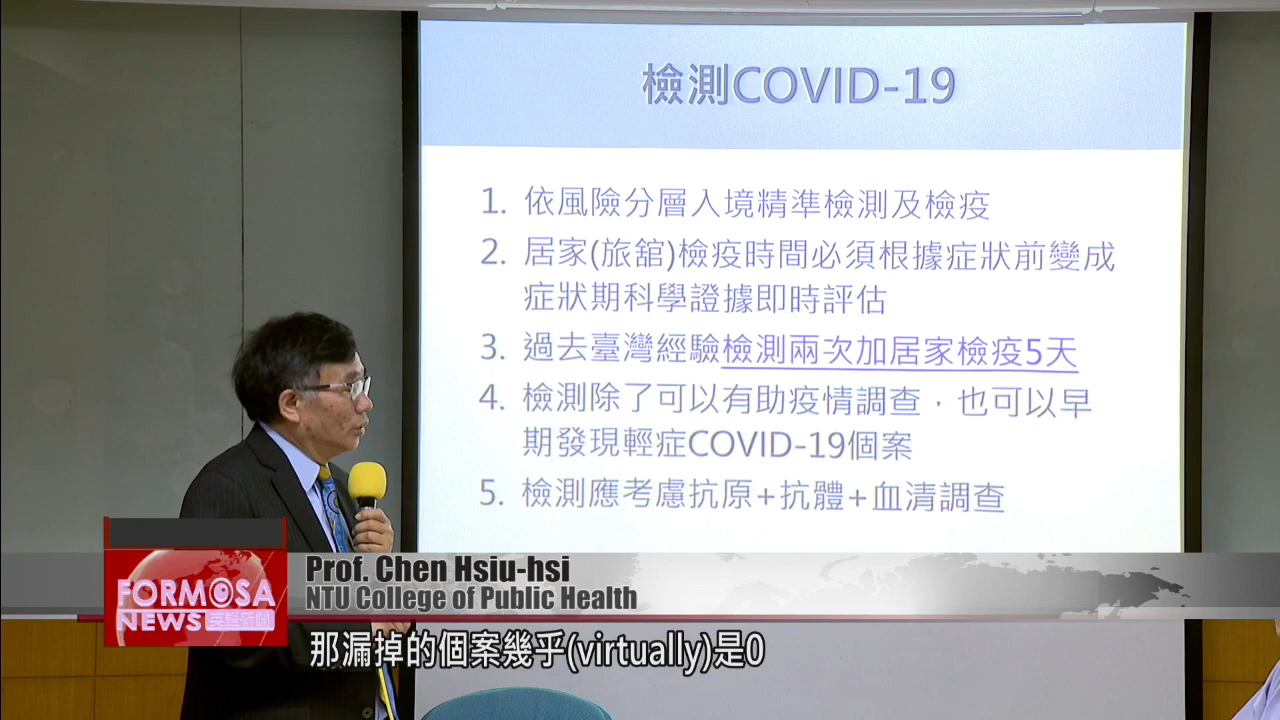 檢測COVID-19
1. 依風險分層入境精準檢測及檢疫
2. 居家(旅舘)檢疫時間必須根據症狀前變成
症狀期科學證據即時評估
3. 過去臺灣經驗檢測兩次加居家檢疫5天
4. 檢測除了可以有助疫情調查，也可以早
期發現輕症COVID-19個案
5. 檢測應考慮抗原+抗體+血清調查
Prof. Chen Hsiu-hsi
NTU College of Public Health
FORMOSA
NEWS 英語新聞
那漏掉的個案幾乎(virtually)是0